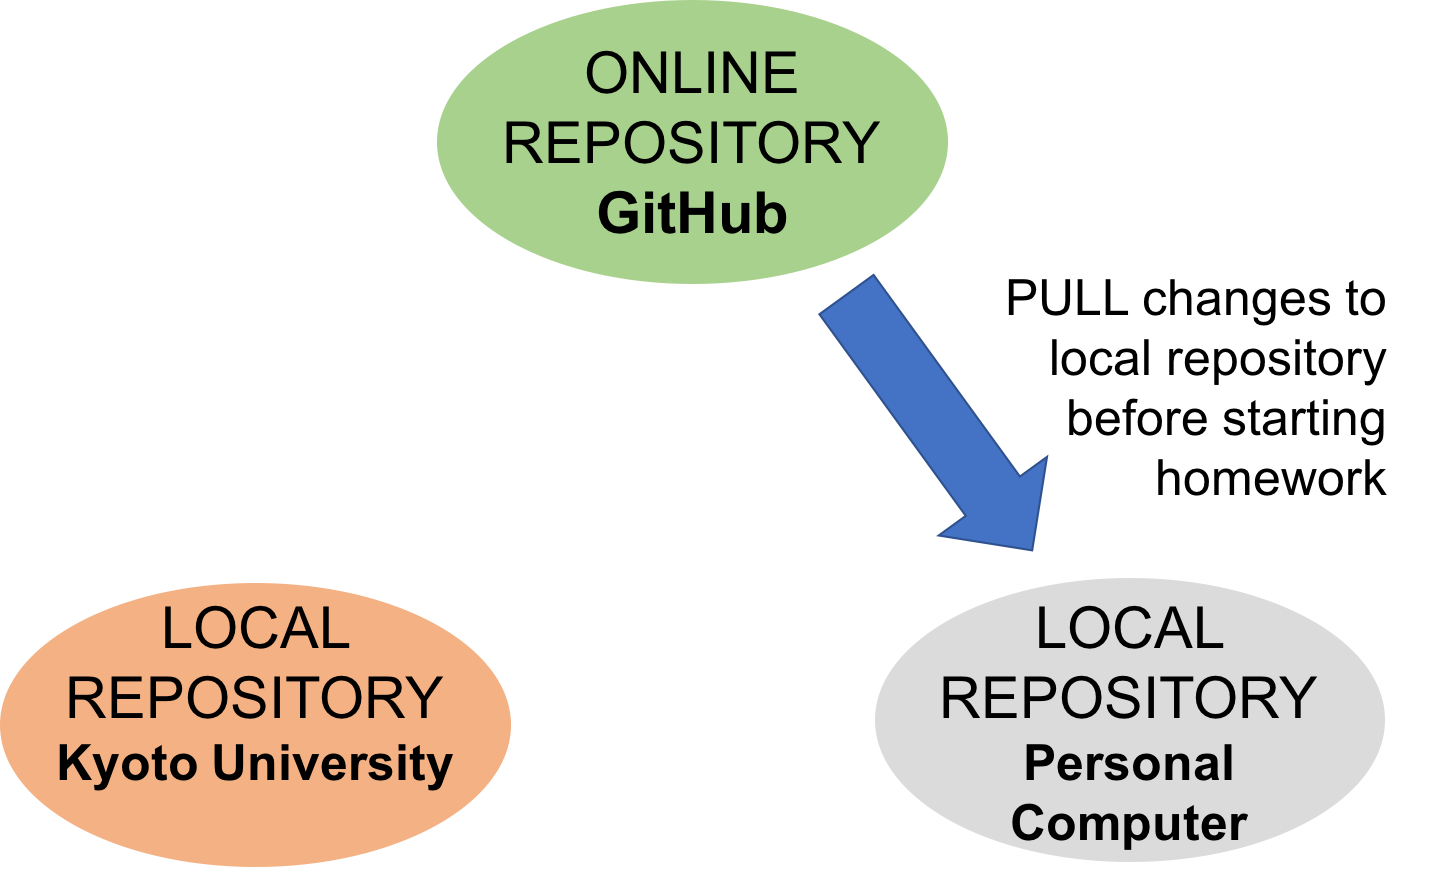 ONLINE
REPOSITORY
GitHub
PULL changes to
local repository
before starting
homework
LOCAL
REPOSITORY
Kyoto University
LOCAL
REPOSITORY
Personal
Computer